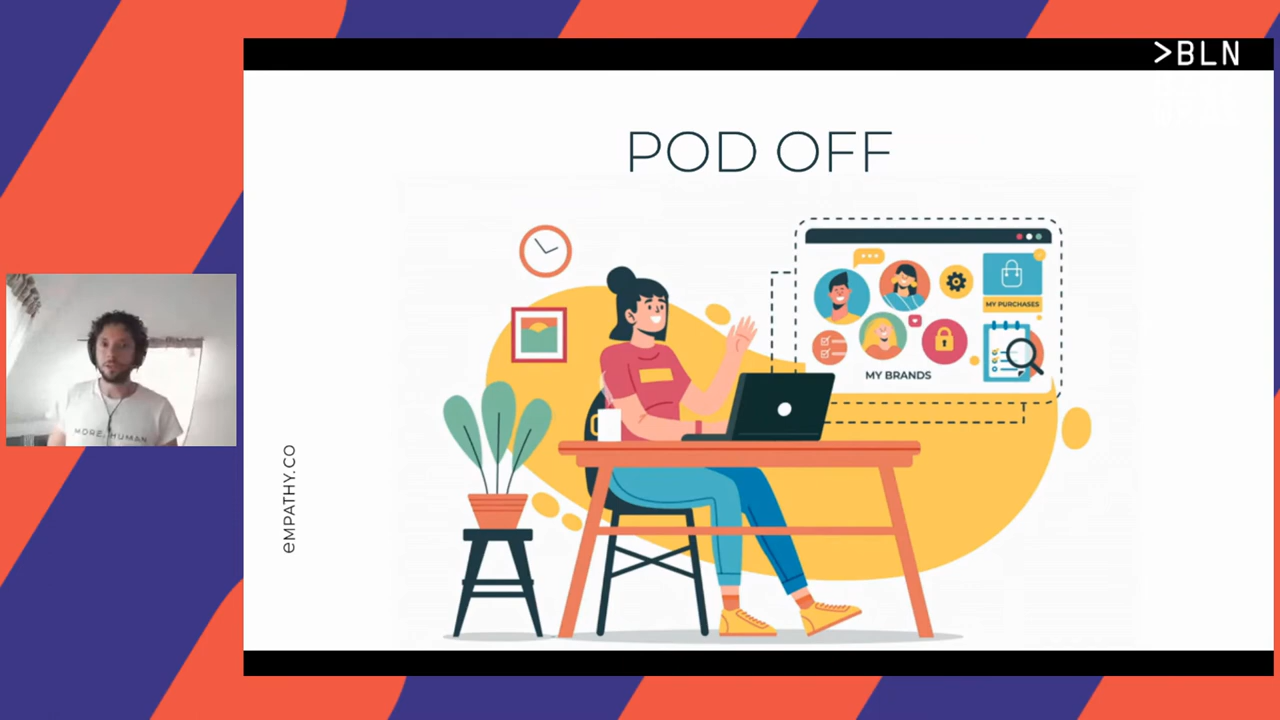 >BLN
POD OFF
MY PURCHASES
MY BRANDS
MORE HUMAN
eMPATHY.CO